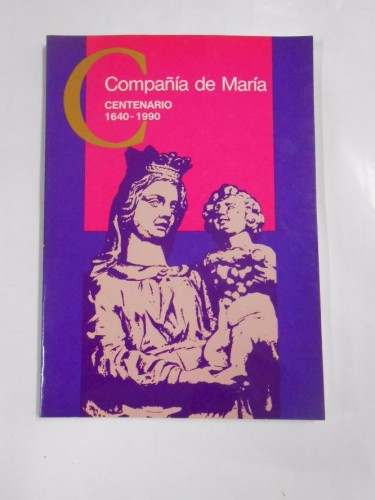 Compañía de María
CENTENARIO
1640-1990